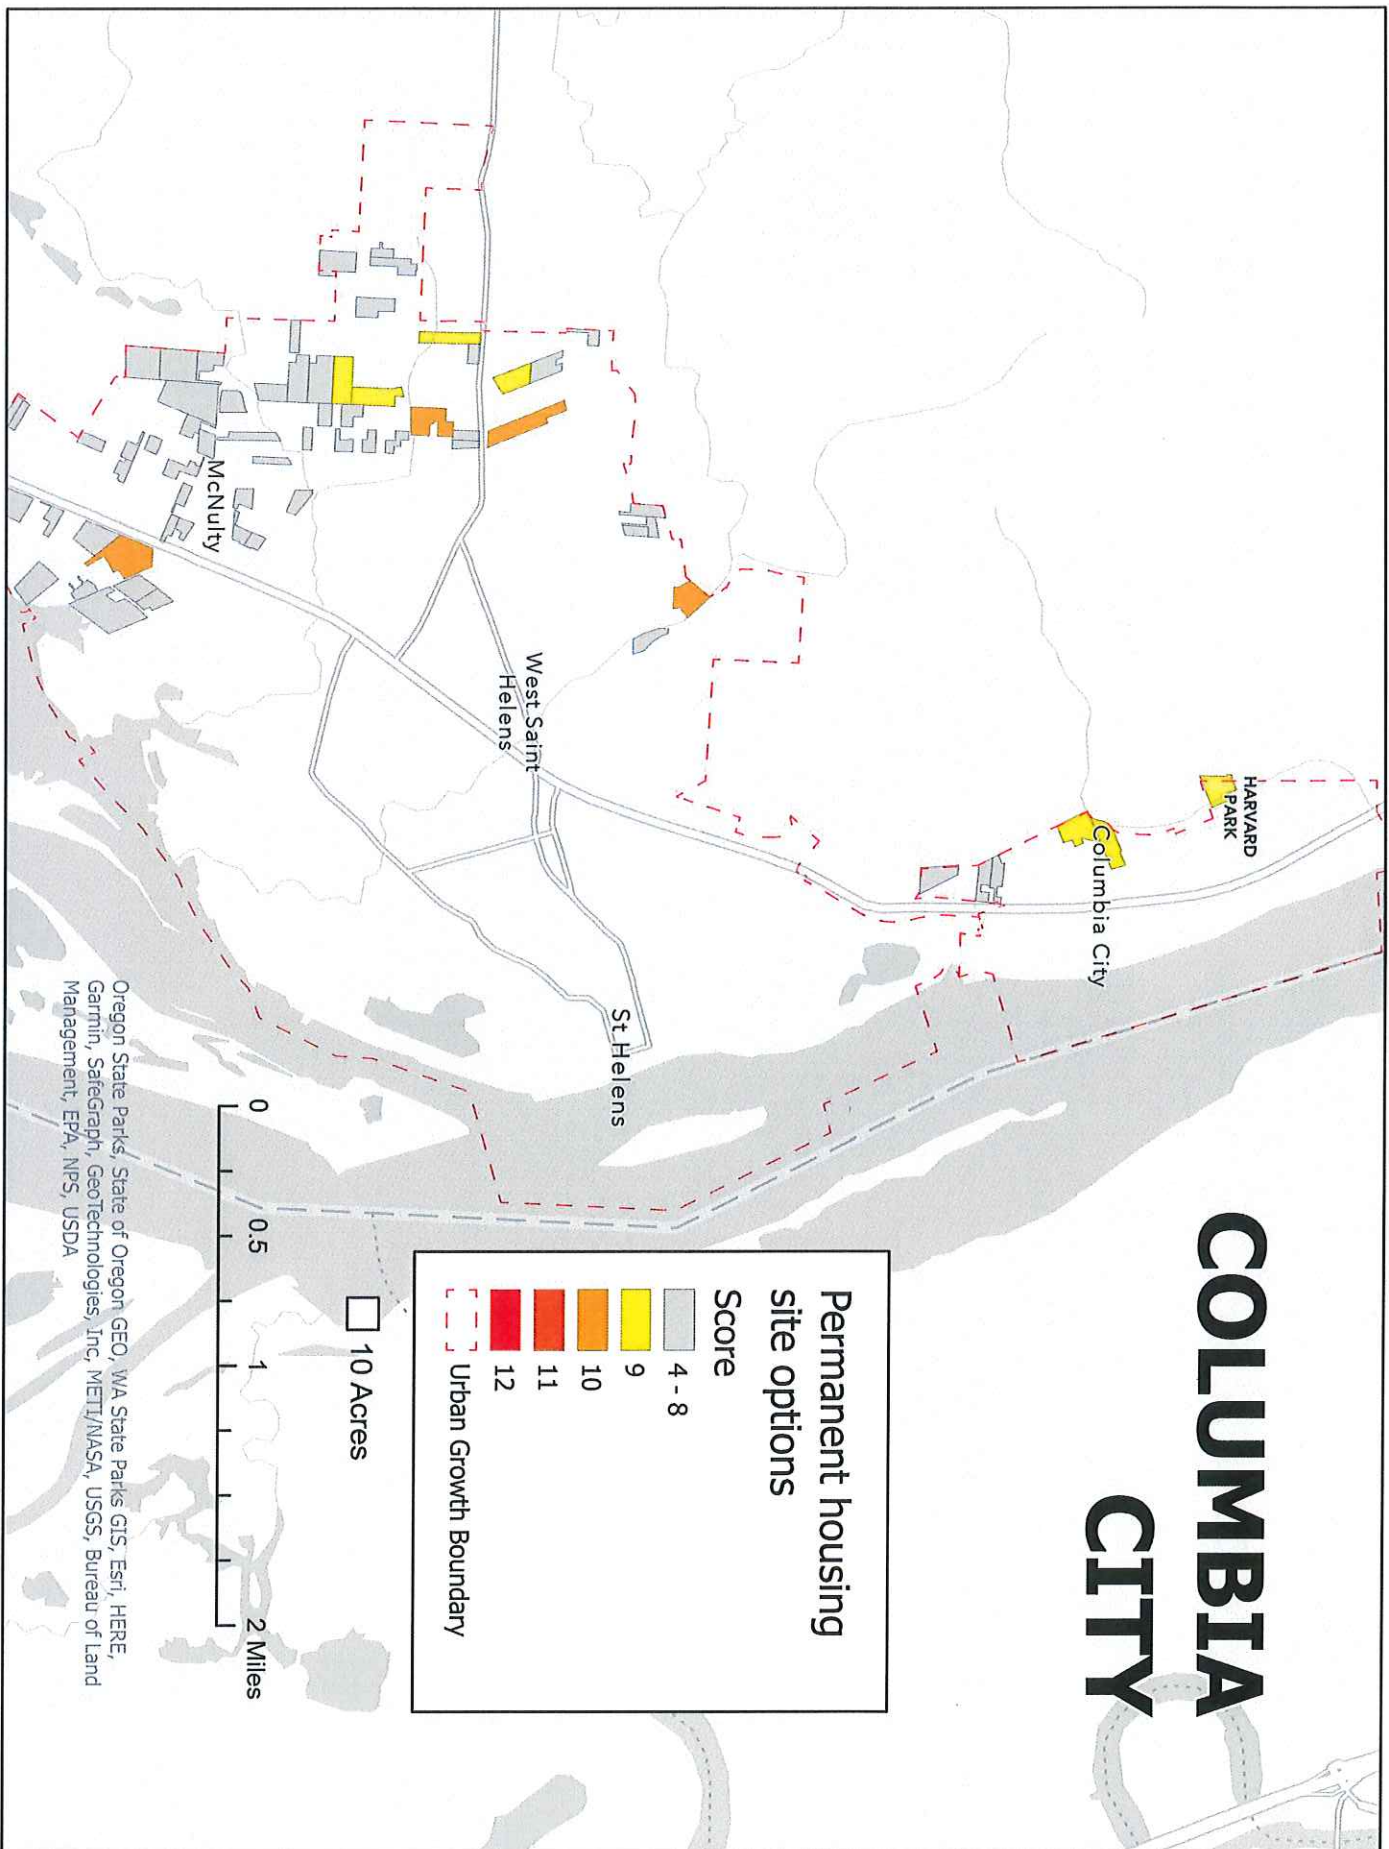 COLUMBIA
CITY
HARVARD
PARK
Columbia City
West Saint
Helens
St Helens
McNulty
Permanent housing
site options
Score
4 - 8
9
10
11
12
Urban Growth Boundary
10 Acres
0
0.5
1
2 Miles
Oregon State Parks, State of Oregon GEO, WA State Parks GIS, Esri, HERE,
Garmin, SafeGraph, GeoTechnologies, Inc, METI/NASA, USGS, Bureau of Land
Management, EPA, NPS, USDA